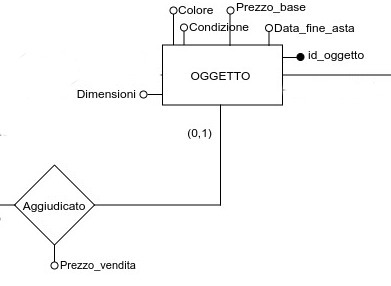 Colore
Prezzo_base
Condizione
Data_fine_asta
id_oggetto
OGGETTO
Dimensioni
(0,1)
Aggiudicato
Prezzo_vendita